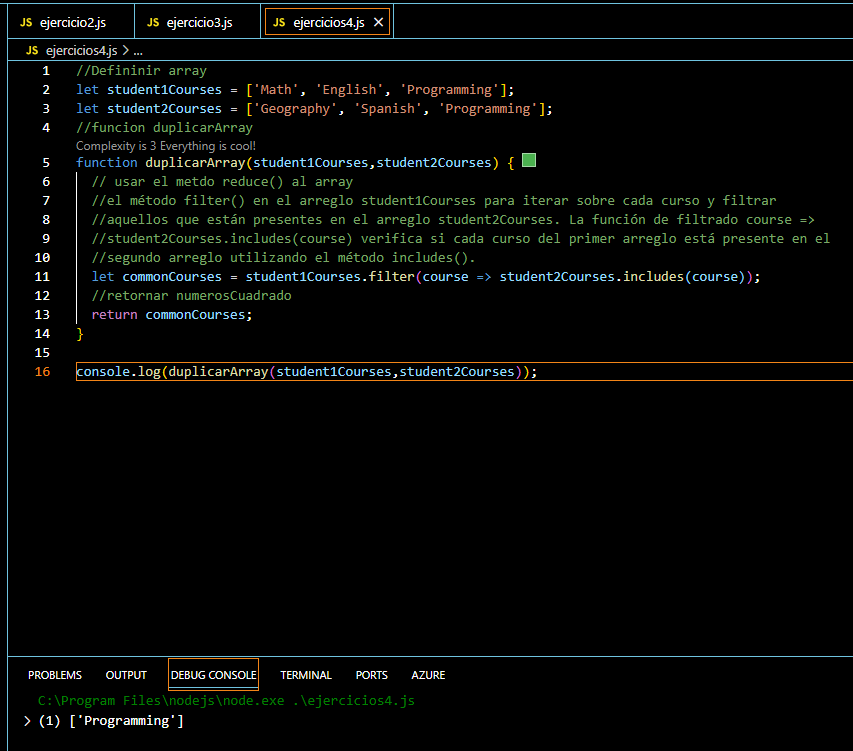 JS ejercicio2.js JS ejercicio3.js JS ejercicios4.js ✕
JS ejercicios4.js > ...
1 //Defininir array
2 let student1Courses = ['Math', 'English', 'Programming'];
3 let student2Courses = ['Geography', 'Spanish', 'Programming'];
4 //funcion duplicarArray
Complexity is 3 Everything is cool!
5 function duplicarArray(student1Courses,student2Courses) {
6 // usar el metdo reduce() al array
7 //el método filter() en el arreglo student1Courses para iterar sobre cada curso y filtrar
8 //aquellos que están presentes en el arreglo student2Courses. La función de filtrado course =>
9 //student2Courses.includes(course) verifica si cada curso del primer arreglo está presente en el
10 //segundo arreglo utilizando el método includes().
11 let commonCourses = student1Courses.filter(course => student2Courses.includes(course));
12 //retornar numerosCuadrado
13 return commonCourses;
14 }
15
16 console.log(duplicarArray(student1Courses,student2Courses));
PROBLEMS OUTPUT DEBUG CONSOLE TERMINAL PORTS AZURE
C:\Program Files\nodejs\node.exe .\ejercicios4.js
> (1) ['Programming']